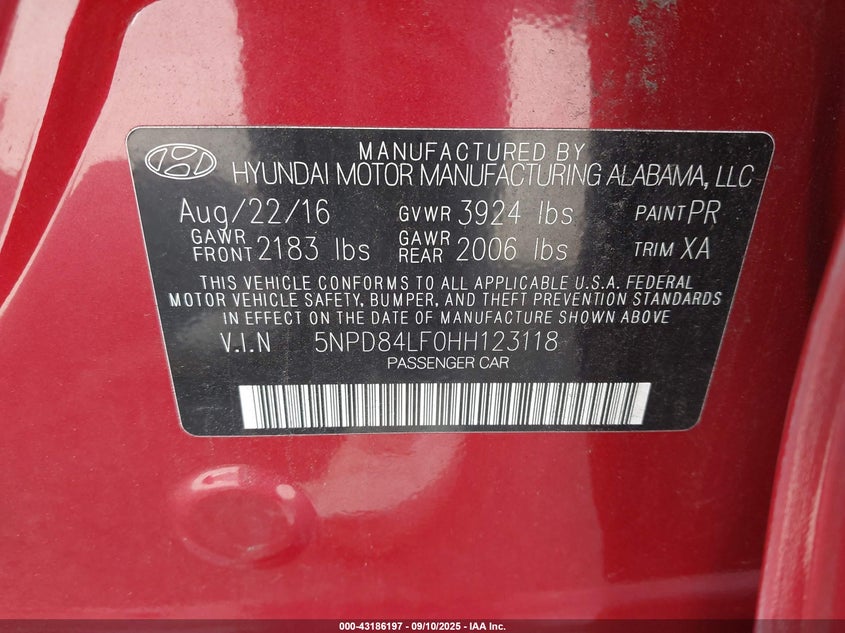 MANUFACTURED BY
HYUNDAI MOTOR MANUFACTURING ALABAMA, LLC
Aug/22/16 GVWR 3924 lbs PAINT PR
GAWR FRONT 2183 lbs GAWR REAR 2006 lbs TRIM XA
THIS VEHICLE CONFORMS TO ALL APPLICABLE U.S.A. FEDERAL
MOTOR VEHICLE SAFETY, BUMPER, AND THEFT PREVENTION STANDARDS
IN EFFECT ON THE DATE OF MANUFACTURE SHOWN ABOVE
V.I.N 5NPD84LF0HH123118
PASSENGER CAR
000-43186197 - 09/10/2025 - IAA Inc.